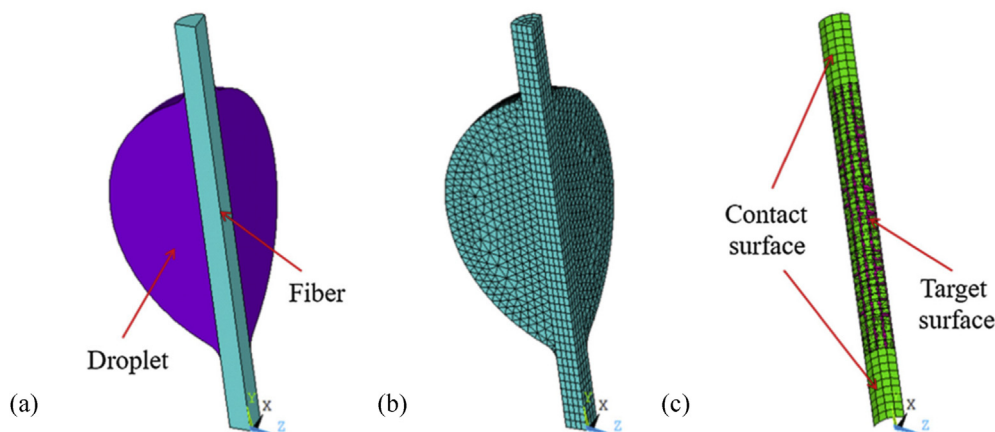 Droplet
Fiber
Contact
surface
Target
surface
(a)
Y
X
Z
(b)
Y
X
Z
(c)
X
Z